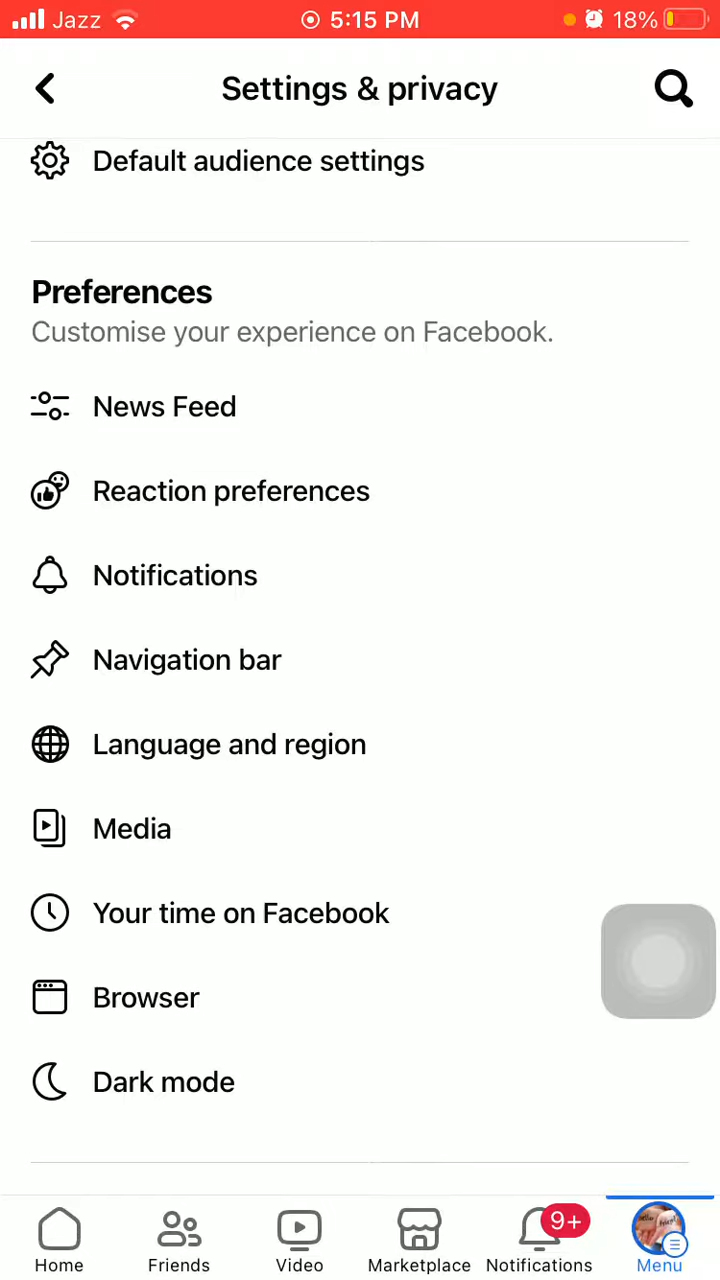 Jazz 5:15 PM 18%
Settings & privacy
Default audience settings
Preferences
Customise your experience on Facebook.
News Feed
Reaction preferences
Notifications
Navigation bar
Language and region
Media
Your time on Facebook
Browser
Dark mode
9+
Home Friends Video Marketplace Notifications Menu